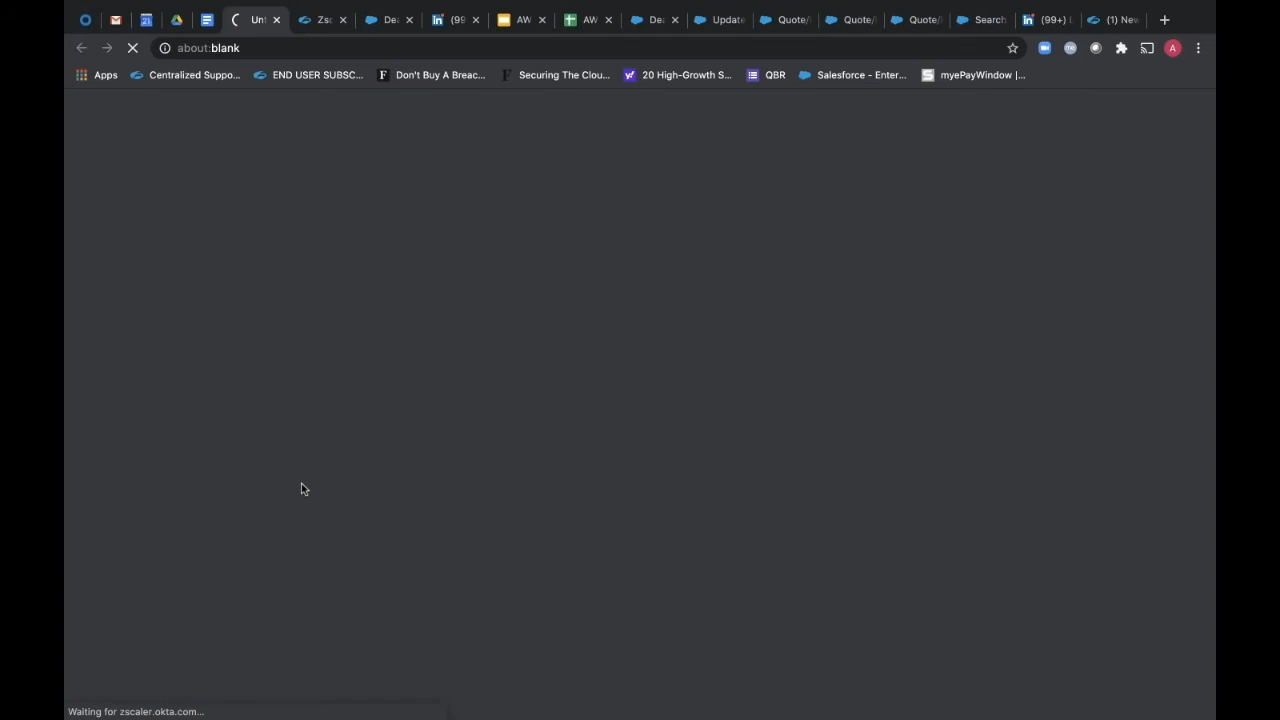 Unt
Zsc
Dea
(99
AW
AW
Dea
Update
Quote/
Quote/
Quote/
Search
(99+)
(1) New
about:blank
A
Apps
Centralized Suppo...
END USER SUBSC...
Don't Buy A Breac...
Securing The Clou...
20 High-Growth S...
QBR
Salesforce - Enter...
myePayWindow |...
Waiting for zscaler.okta.com...